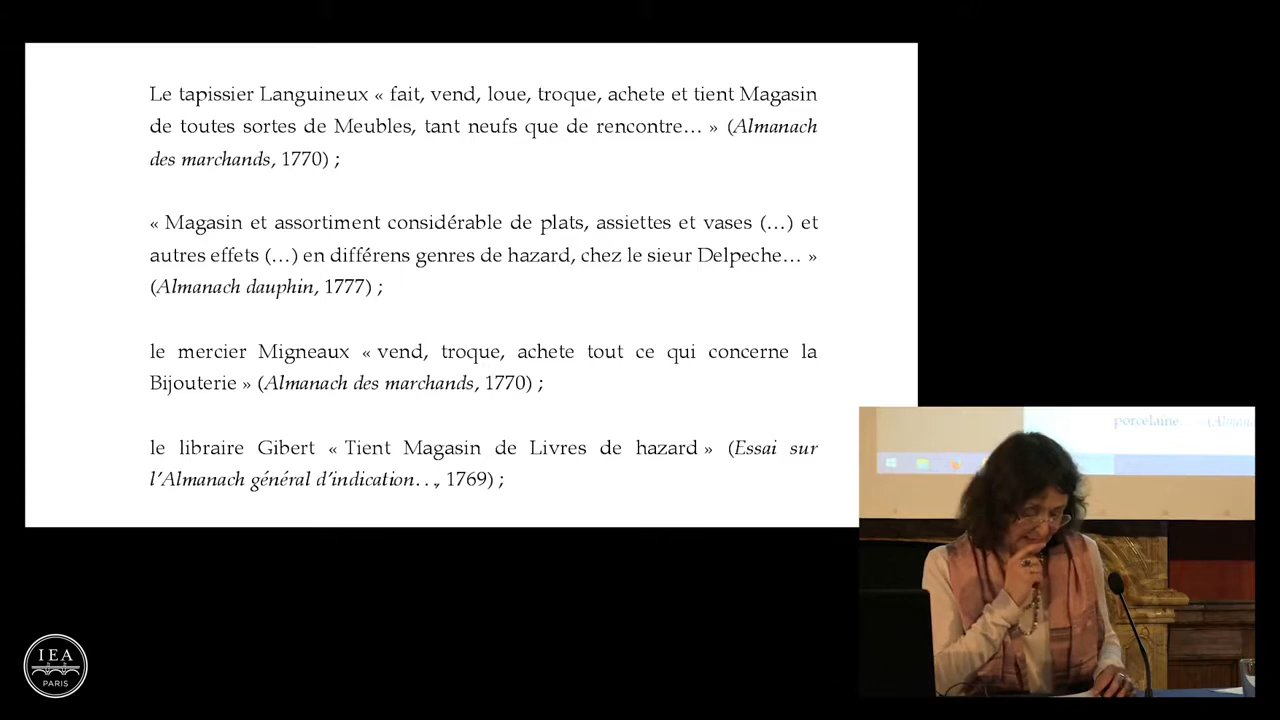 Le tapissier Languineux « fait, vend, loue, troque, achete et tient Magasin
de toutes sortes de Meubles, tant neufs que de rencontre… » (Almanach
des marchands, 1770) ;
« Magasin et assortiment considérable de plats, assiettes et vases (…) et
autres effets (…) en différens genres de hazard, chez le sieur Delpeche… »
(Almanach dauphin, 1777) ;
le mercier Migneaux « vend, troque, achete tout ce qui concerne la
Bijouterie » (Almanach des marchands, 1770) ;
le libraire Gibert « Tient Magasin de Livres de hazard » (Essai sur
l’Almanach général d’indication…, 1769) ;
porcelaine…
IEA
PARIS